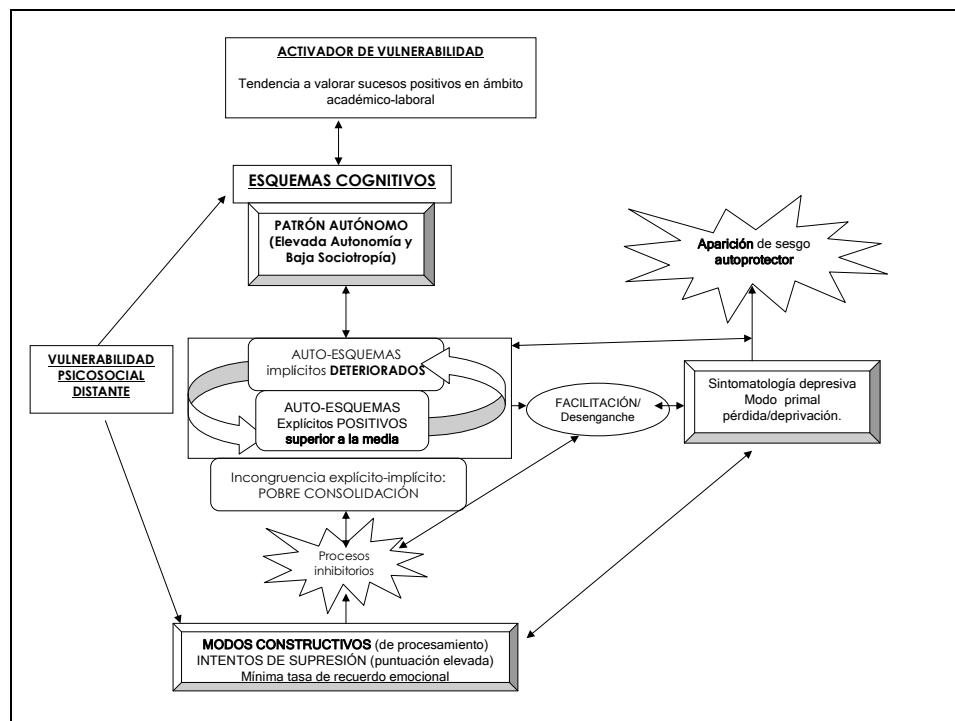 ACTIVADOR DE VULNERABILIDAD
Tendencia a valorar sucesos positivos en ámbito
académico-laboral
ESQUEMAS COGNITIVOS
PATRÓN AUTÓNOMO
(Elevada Autonomía y
Baja Sociotropía)
Aparición de sesgo
autoprotector
VULNERABILIDAD
PSICOSOCIAL
DISTANTE
AUTO-ESQUEMAS
implícitos DETERIORADOS
AUTO-ESQUEMAS
Explícitos POSITIVOS
superior a la media
FACILITACIÓN/
Desenganche
Sintomatología depresiva
Modo primal
pérdida/deprivación.
Incongruencia explícito-implícito:
POBRE CONSOLIDACIÓN
Procesos
inhibitorios
MODOS CONSTRUCTIVOS (de procesamiento)
INTENTOS DE SUPRESIÓN (puntuación elevada)
Mínima tasa de recuerdo emocional